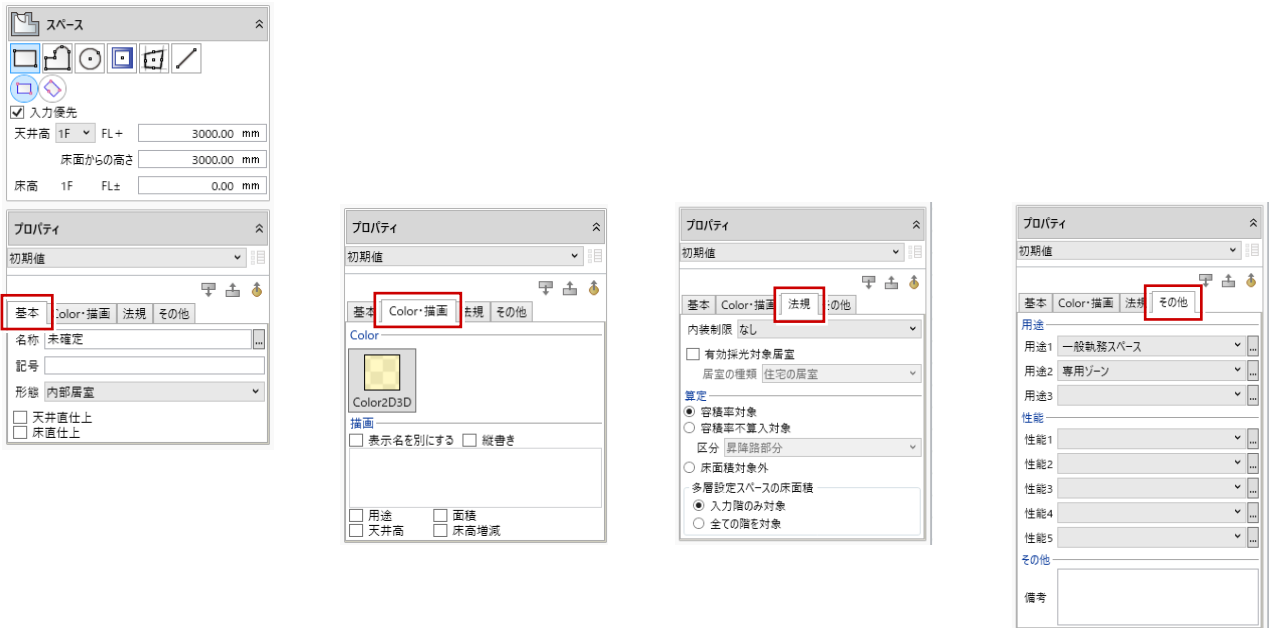 スペース
入力優先
天井高 1F FL+ 3000.00 mm
床面からの高さ 3000.00 mm
床高 1F FL± 0.00 mm
プロパティ
初期値
基本 Color・描画 法規 その他
名称 未確定 ...
記号
形態 内部居室
天井直仕上
床直仕上
プロパティ
初期値
基本 Color・描画 法規 その他
Color
Color2D3D
描画
表示名を別にする 縦書き
用途 面積
天井高 床高増減
プロパティ
初期値
基本 Color・描画 法規 その他
内装制限 なし
有効採光対象居室
居室の種類 住宅の居室
算定
容積率対象
容積率不算入対象
区分 昇降路部分
床面積対象外
多層設定スペースの床面積
入力階のみ対象
全ての階を対象
プロパティ
初期値
基本 Color・描画 法規 その他
用途
用途1 一般執務スペース ...
用途2 専用ゾーン ...
用途3 ...
性能
性能1 ...
性能2 ...
性能3 ...
性能4 ...
性能5 ...
その他
備考